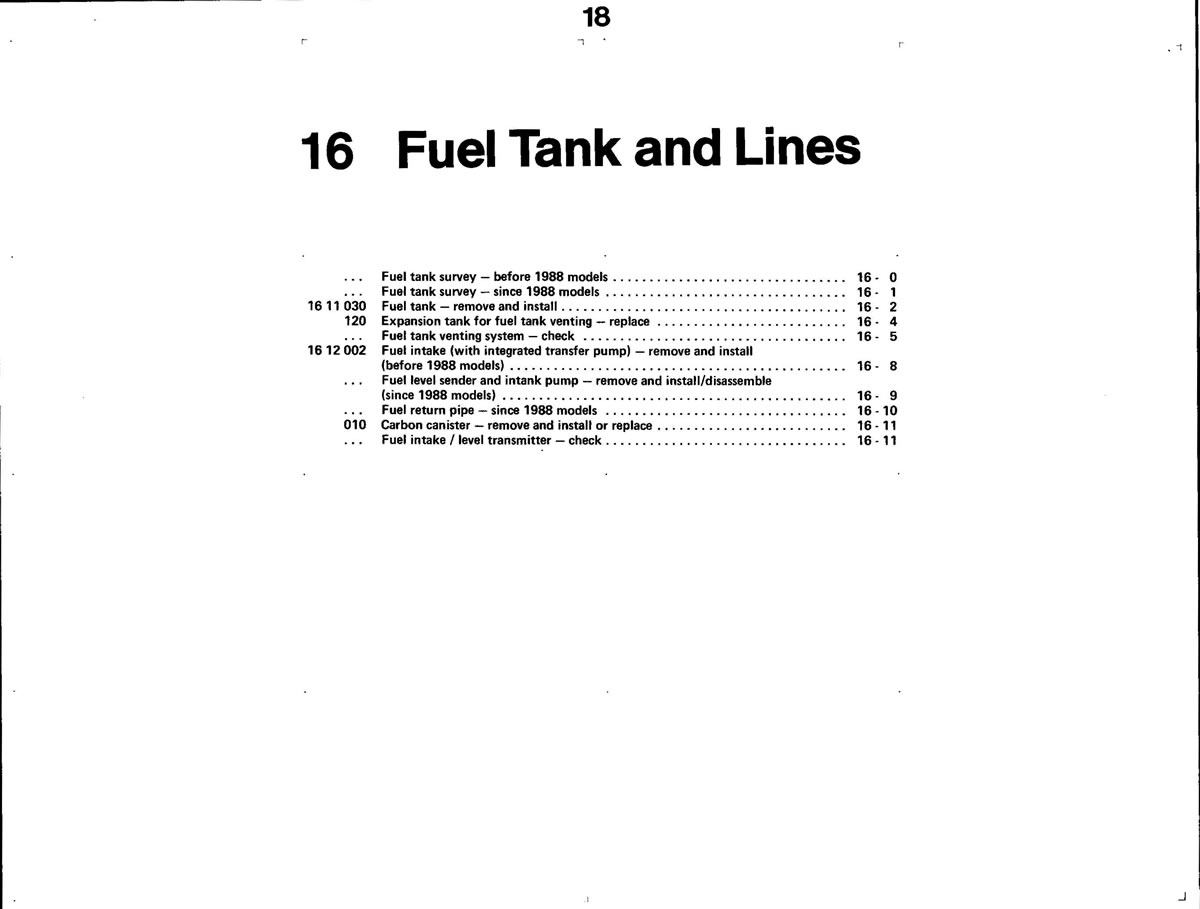 18
16 Fuel Tank and Lines
... Fuel tank survey — before 1988 models ................................ 16 - 0
... Fuel tank survey — since 1988 models ................................. 16 - 1
16 11 030 Fuel tank — remove and install ....................................... 16 - 2
120 Expansion tank for fuel tank venting — replace .......................... 16 - 4
... Fuel tank venting system — check .................................... 16 - 5
16 12 002 Fuel intake (with integrated transfer pump) — remove and install
(before 1988 models) .............................................. 16 - 8
... Fuel level sender and intank pump — remove and install/disassemble
(since 1988 models) ............................................... 16 - 9
... Fuel return pipe — since 1988 models ................................. 16 - 10
010 Carbon canister — remove and install or replace .......................... 16 - 11
... Fuel intake / level transmitter — check ................................. 16 - 11